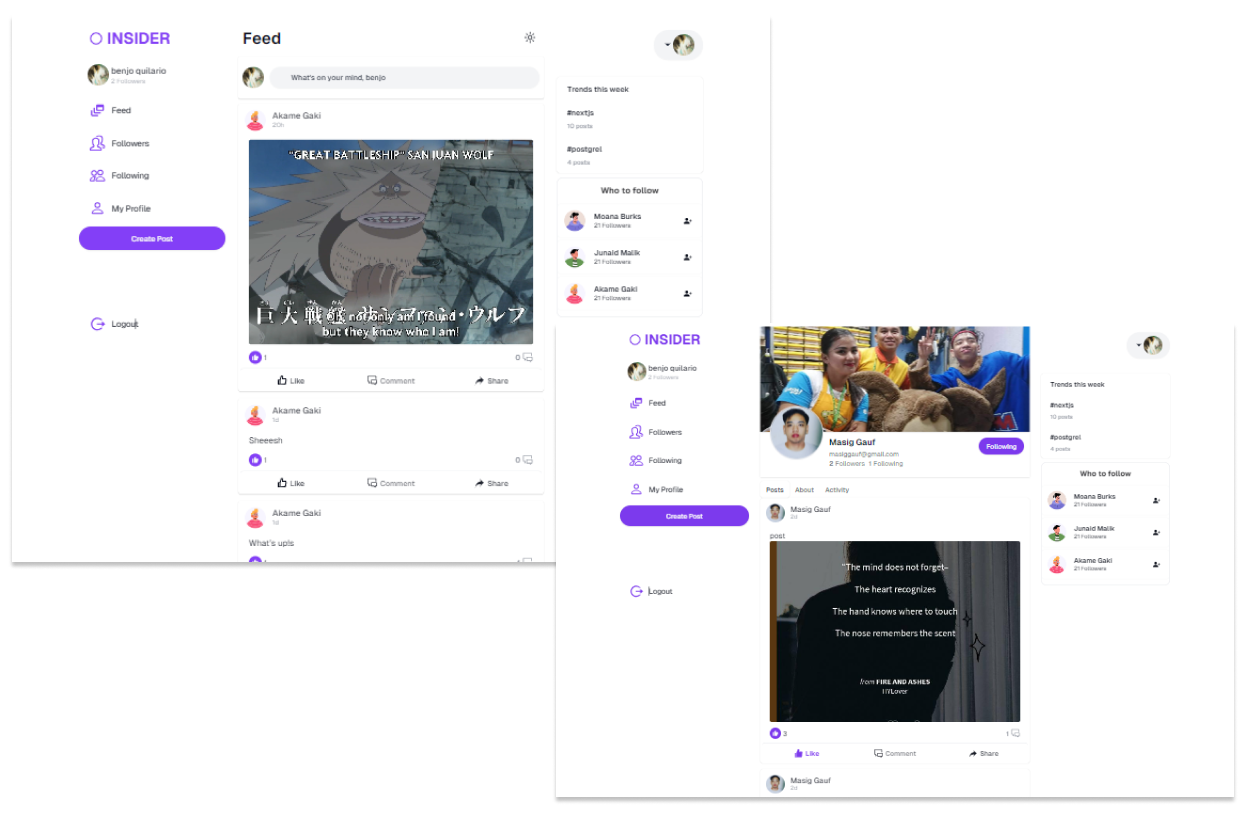 INSIDER
benjo quilario
2 Followers
Feed
Followers
Following
My Profile
Create Post
Logout
Feed
What's on your mind, benjo
Akame Gaki
20h
"GREAT BATTLESHIP" SAN JUAN WOLF
巨大戦艦 サンファン・ウルフ
but they know who I am!
1
0
Like
Comment
Share
Akame Gaki
1d
Sheeesh
1
0
Like
Comment
Share
Akame Gaki
1d
What's upls
Trends this week
#nextjs
10 posts
#postgrel
4 posts
Who to follow
Moana Burks
21 Followers
Junaid Malik
21 Followers
Akame Gaki
21 Followers
INSIDER
benjo quilario
2 Followers
Feed
Followers
Following
My Profile
Create Post
Logout
Masig Gauf
masiggauf@gmail.com
2 Followers 1 Following
Following
Posts About Activity
Masig Gauf
2d
post
"The mind does not forget–
The heart recognizes
The hand knows where to touch
The nose remembers the scent
from FIRE AND ASHES
HYLover
3
1
Like
Comment
Share
Masig Gauf
2d
Trends this week
#nextjs
10 posts
#postgrel
4 posts
Who to follow
Moana Burks
21 Followers
Junaid Malik
21 Followers
Akame Gaki
21 Followers